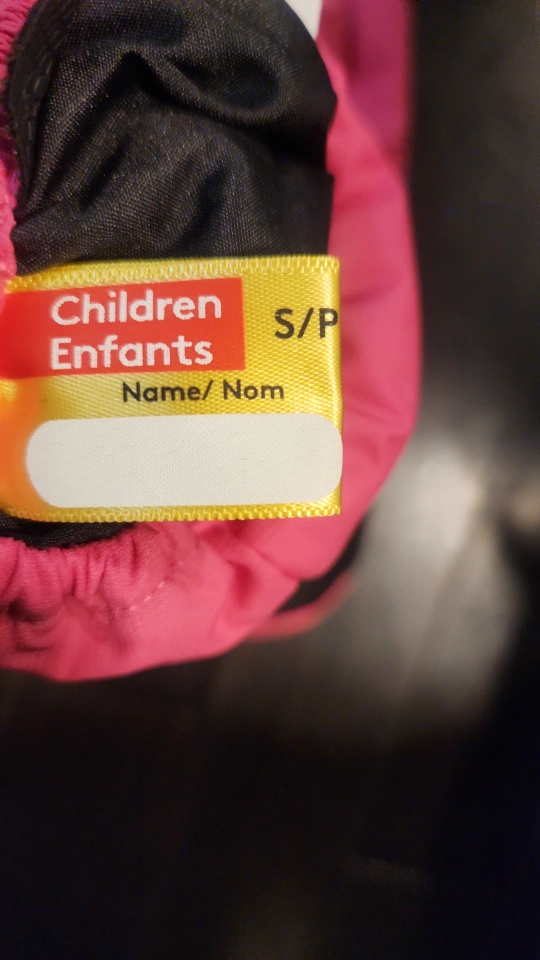 Children
Enfants
S/P
Name/ Nom